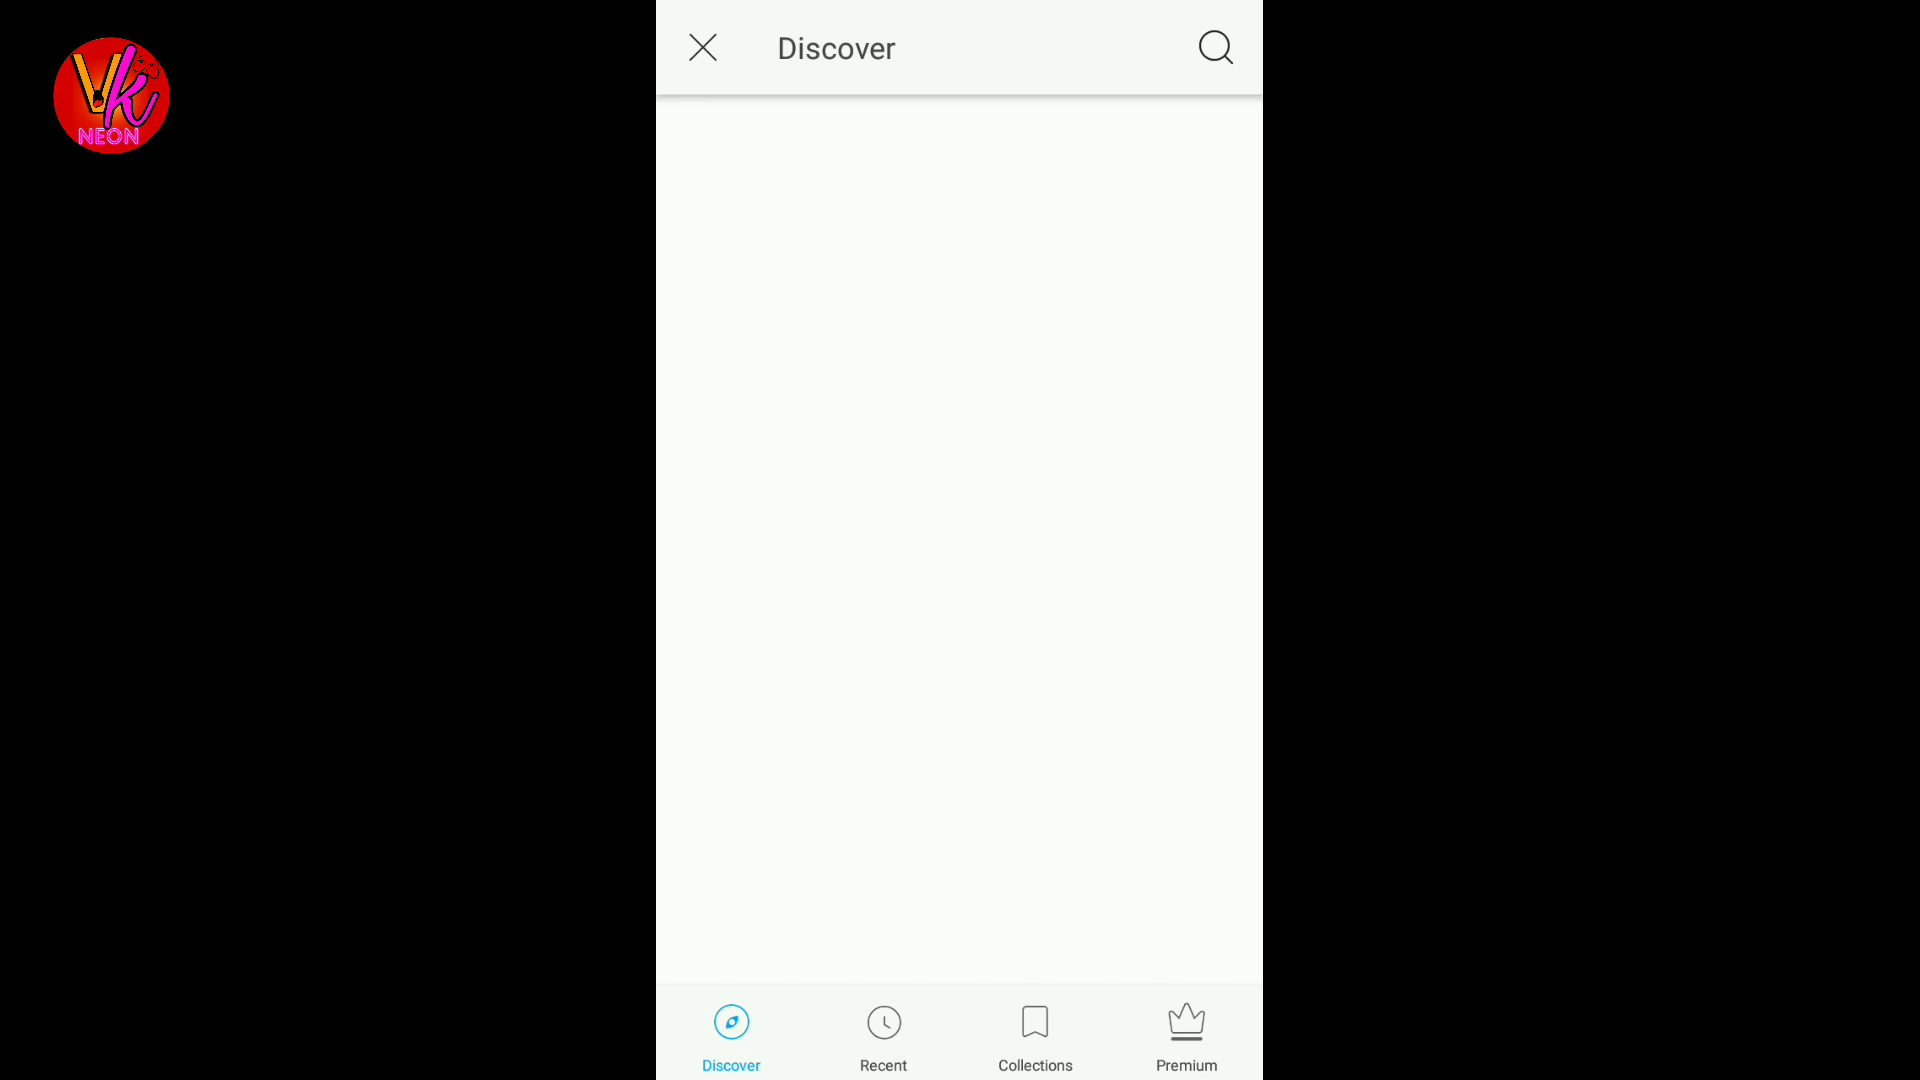 Vk
NEON
Discover
Discover
Recent
Collections
Premium